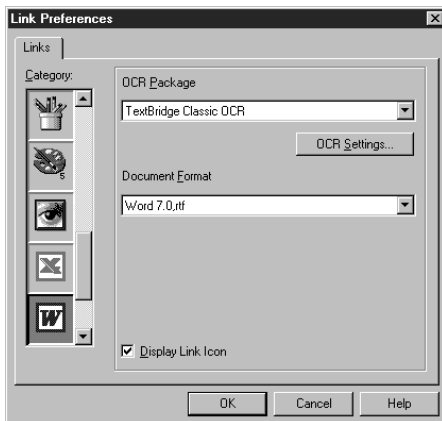 Link Preferences
Links
Category:
5
OCR Package
TextBridge Classic OCR
OCR Settings...
Document Format
Word 7.0,rtf
Display Link Icon
OK
Cancel
Help